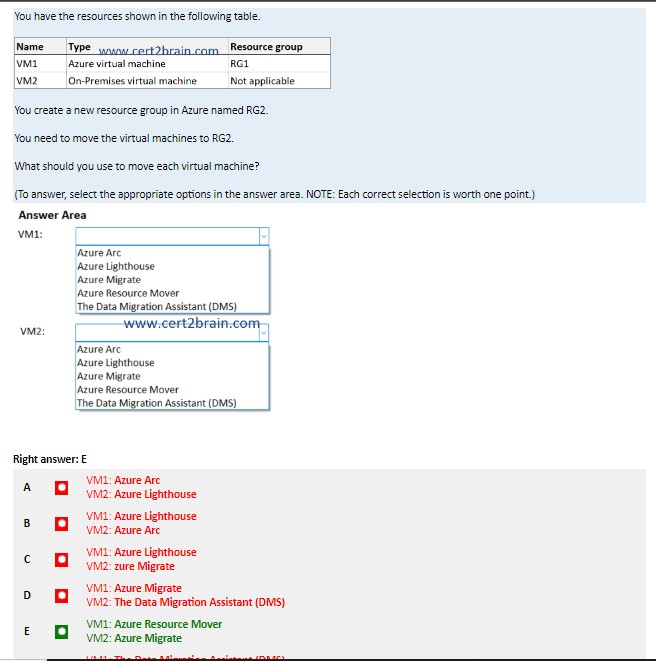 You have the resources shown in the following table.
Name Type www.cert2brain.com Resource group
VM1 Azure virtual machine RG1
VM2 On-Premises virtual machine Not applicable
You create a new resource group in Azure named RG2.
You need to move the virtual machines to RG2.
What should you use to move each virtual machine?
(To answer, select the appropriate options in the answer area. NOTE: Each correct selection is worth one point.)
Answer Area
VM1:
Azure Arc
Azure Lighthouse
Azure Migrate
Azure Resource Mover
The Data Migration Assistant (DMS)
www.cert2brain.com
VM2:
Azure Arc
Azure Lighthouse
Azure Migrate
Azure Resource Mover
The Data Migration Assistant (DMS)
Right answer: E
A VM1: Azure Arc
VM2: Azure Lighthouse
B VM1: Azure Lighthouse
VM2: Azure Arc
C VM1: Azure Lighthouse
VM2: zure Migrate
D VM1: Azure Migrate
VM2: The Data Migration Assistant (DMS)
E VM1: Azure Resource Mover
VM2: Azure Migrate
VM1: The Data Migration Assistant (DMS)